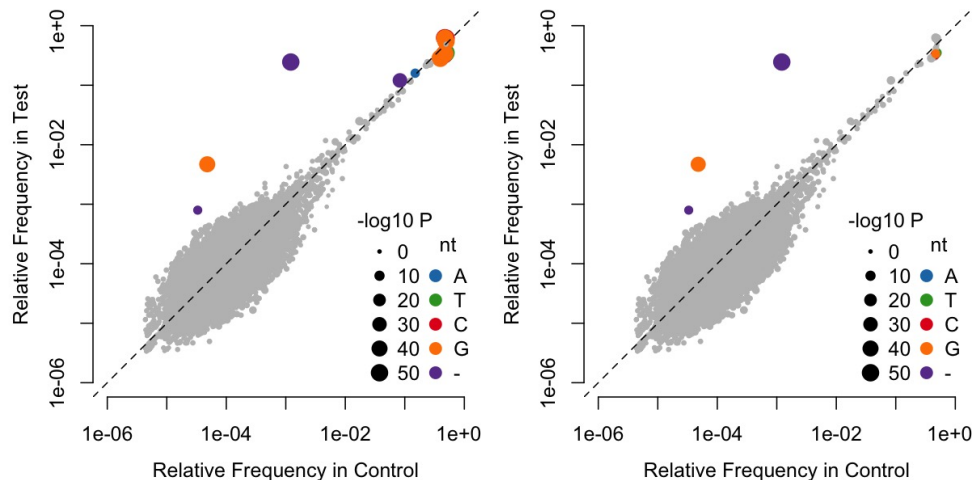 1e+0
1e-02
1e-04
1e-06
Relative Frequency in Test
-log10 P
nt
0
10 A
20 T
30 C
40 G
50 -
1e-06 1e-04 1e-02 1e+0
Relative Frequency in Control
1e+0
1e-02
1e-04
1e-06
Relative Frequency in Test
-log10 P
nt
0
10 A
20 T
30 C
40 G
50 -
1e-06 1e-04 1e-02 1e+0
Relative Frequency in Control